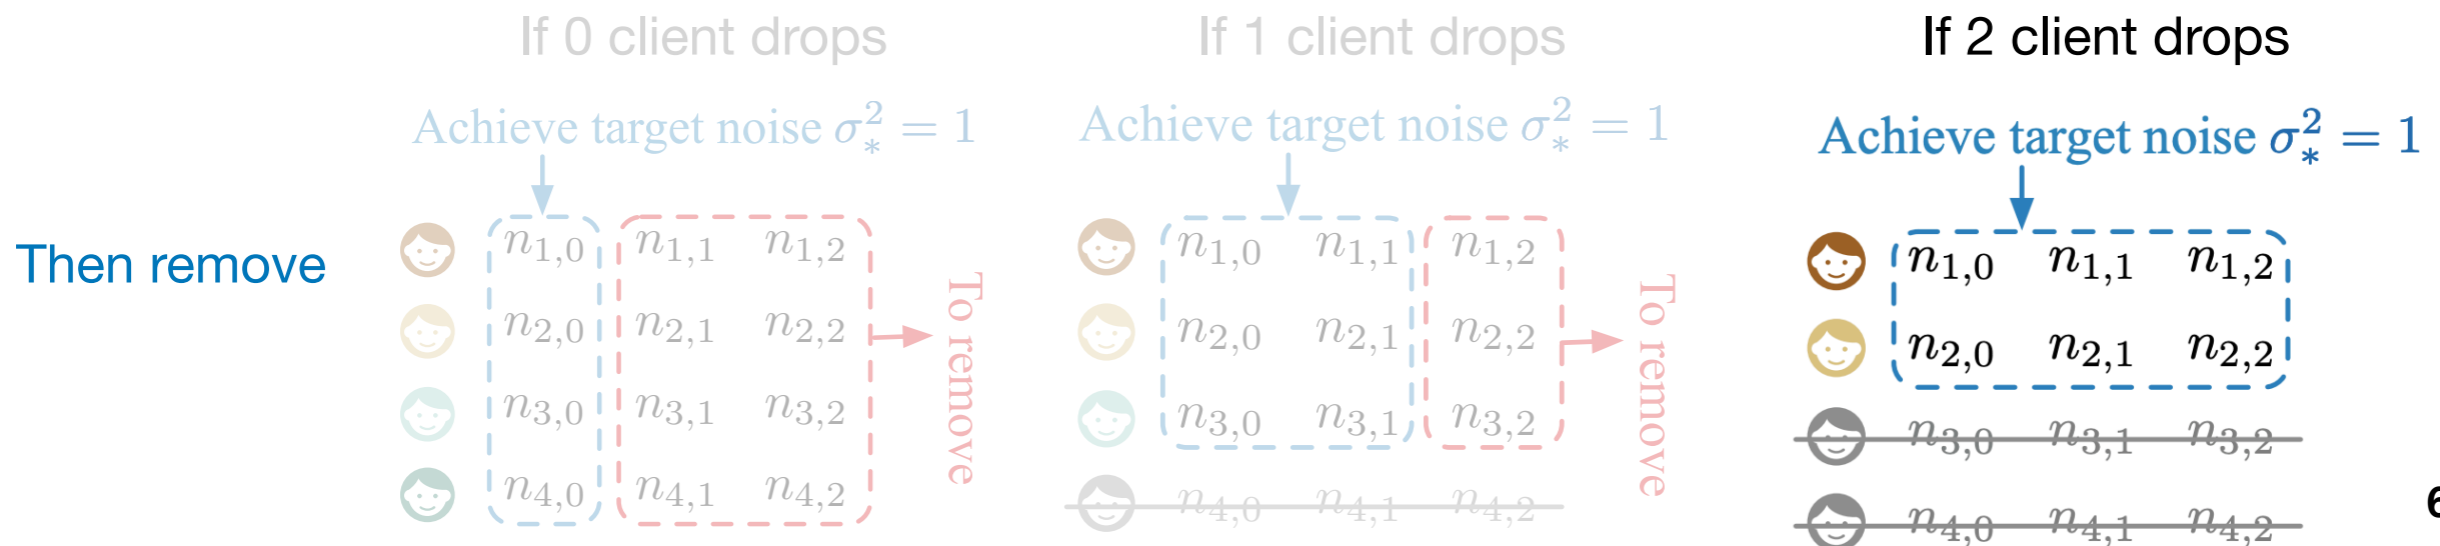 If 0 client drops
Achieve target noise σ²∗ = 1
Then remove
n1,0 n1,1 n1,2
n2,0 n2,1 n2,2
n3,0 n3,1 n3,2
n4,0 n4,1 n4,2
To remove
If 1 client drops
Achieve target noise σ²∗ = 1
n1,0 n1,1 n1,2
n2,0 n2,1 n2,2
n3,0 n3,1 n3,2
n4,0 n4,1 n4,2
To remove
If 2 client drops
Achieve target noise σ²∗ = 1
n1,0 n1,1 n1,2
n2,0 n2,1 n2,2
n3,0 n3,1 n3,2
n4,0 n4,1 n4,2
6